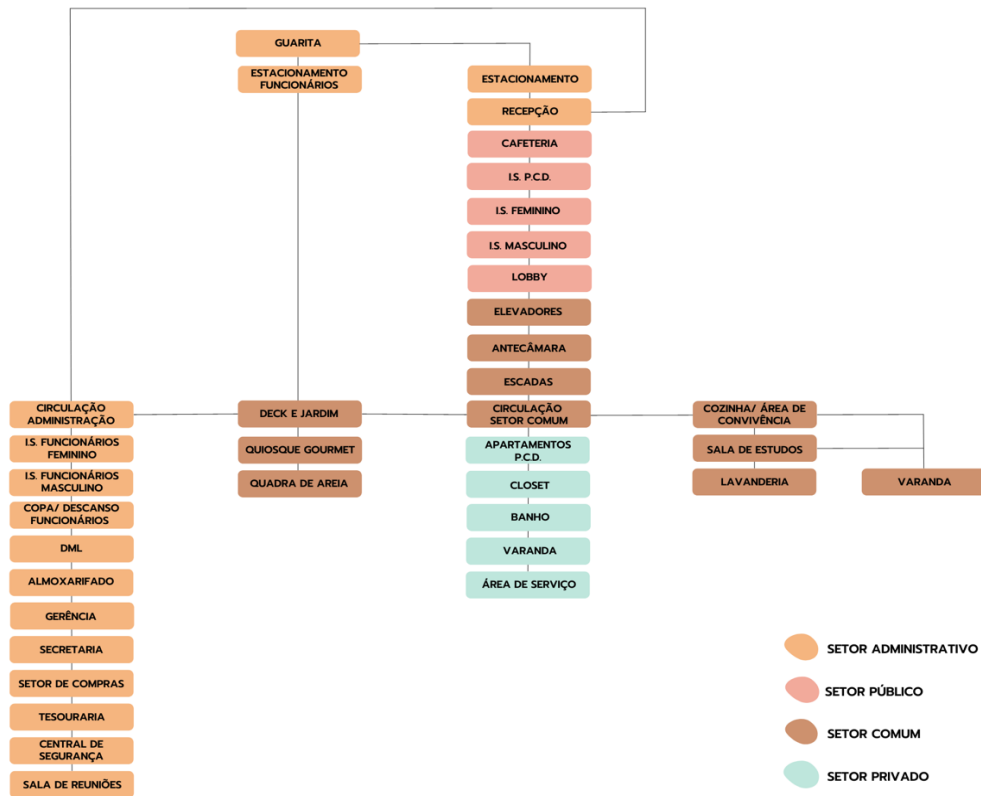 GUARITA
ESTACIONAMENTO
FUNCIONÁRIOS
ESTACIONAMENTO
RECEPÇÃO
CAFETERIA
I.S. P.C.D.
I.S. FEMININO
I.S. MASCULINO
LOBBY
ELEVADORES
ANTECÂMARA
ESCADAS
CIRCULAÇÃO
ADMINISTRAÇÃO
I.S. FUNCIONÁRIOS
FEMININO
I.S. FUNCIONÁRIOS
MASCULINO
COPA/ DESCANSO
FUNCIONÁRIOS
DML
ALMOXARIFADO
GERÊNCIA
SECRETARIA
SETOR DE COMPRAS
TESOURARIA
CENTRAL DE
SEGURANÇA
SALA DE REUNIÕES
DECK E JARDIM
QUIOSQUE GOURMET
QUADRA DE AREIA
CIRCULAÇÃO
SETOR COMUM
APARTAMENTOS
P.C.D.
CLOSET
BANHO
VARANDA
ÁREA DE SERVIÇO
COZINHA/ ÁREA DE
CONVIVÊNCIA
SALA DE ESTUDOS
LAVANDERIA
VARANDA
SETOR ADMINISTRATIVO
SETOR PÚBLICO
SETOR COMUM
SETOR PRIVADO